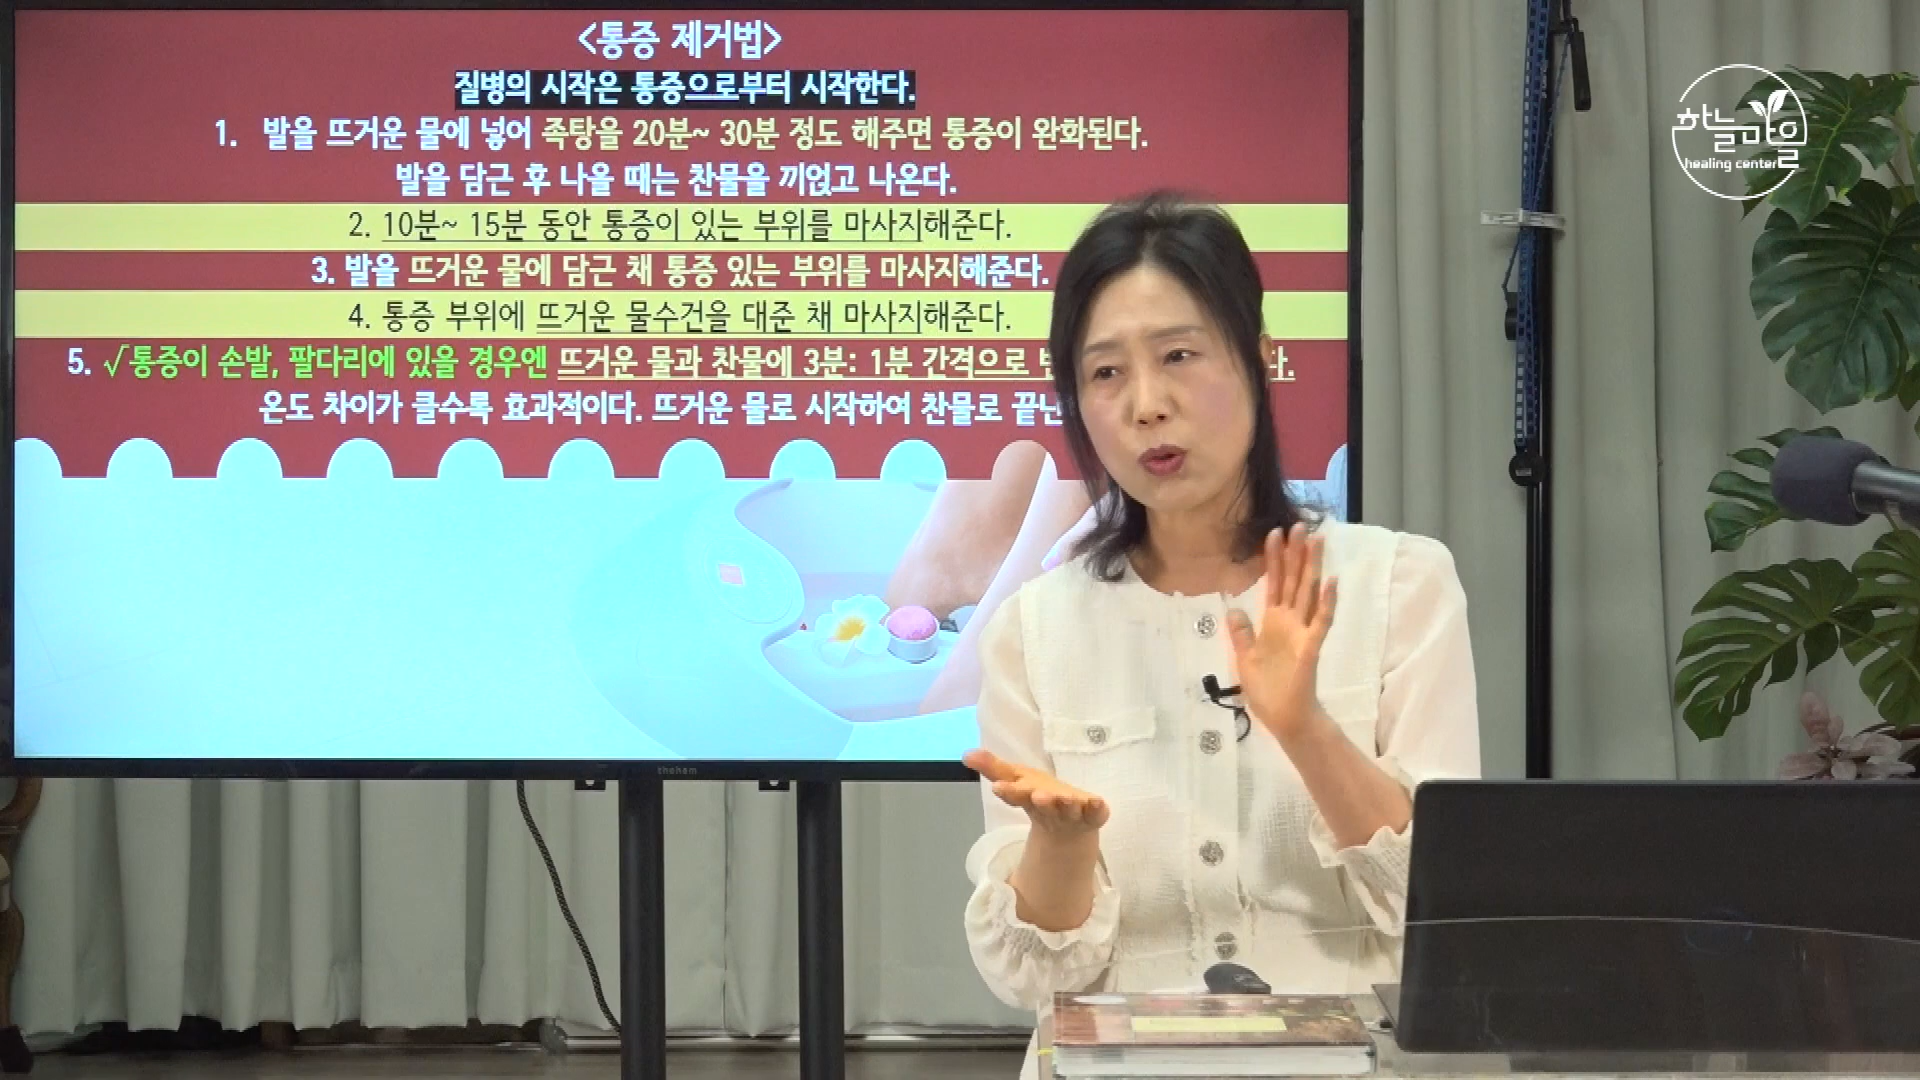 <통증 제거법>
질병의 시작은 통증으로부터 시작한다.
1. 발을 뜨거운 물에 넣어 족탕을 20분~ 30분 정도 해주면 통증이 완화된다.
발을 담근 후 나올 때는 찬물을 끼얹고 나온다.
2. 10분~ 15분 동안 통증이 있는 부위를 마사지해준다.
3. 발을 뜨거운 물에 담근 채 통증 있는 부위를 마사지해준다.
4. 통증 부위에 뜨거운 물수건을 대준 채 마사지해준다.
5. √통증이 손발, 팔다리에 있을 경우엔 뜨거운 물과 찬물에 3분: 1분 간격으로
온도 차이가 클수록 효과적이다. 뜨거운 물로 시작하여 찬물로
하늘마을
healing center
thehem